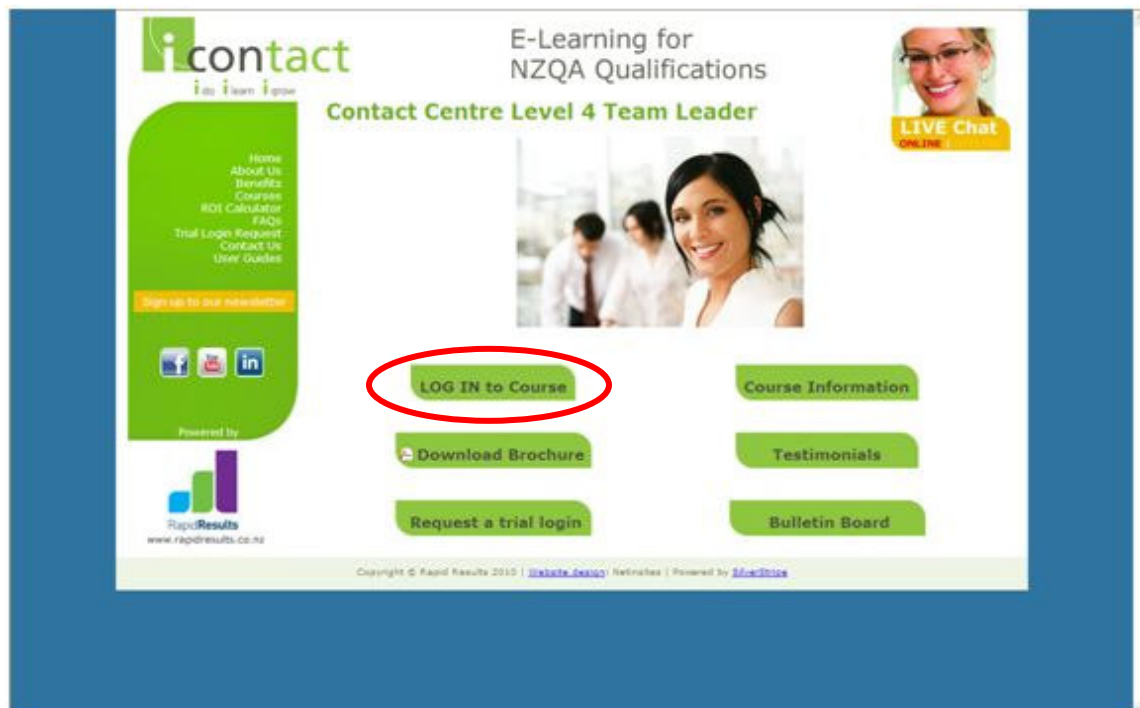 icontact
i do i learn i grow
E-Learning for
NZQA Qualifications
Contact Centre Level 4 Team Leader
LIVE Chat
ONLINE
Home
About Us
Benefits
Courses
ROI Calculator
FAQs
Trial Login Request
Contact Us
User Guides
Sign up to our newsletter
f
You
in
Powered by
RapidResults
www.rapidresults.co.nz
LOG IN to Course
Course Information
Download Brochure
Testimonials
Request a trial login
Bulletin Board
Copyright © Rapid Results 2010 | Website design: Netinsites | Powered by SilverStripe